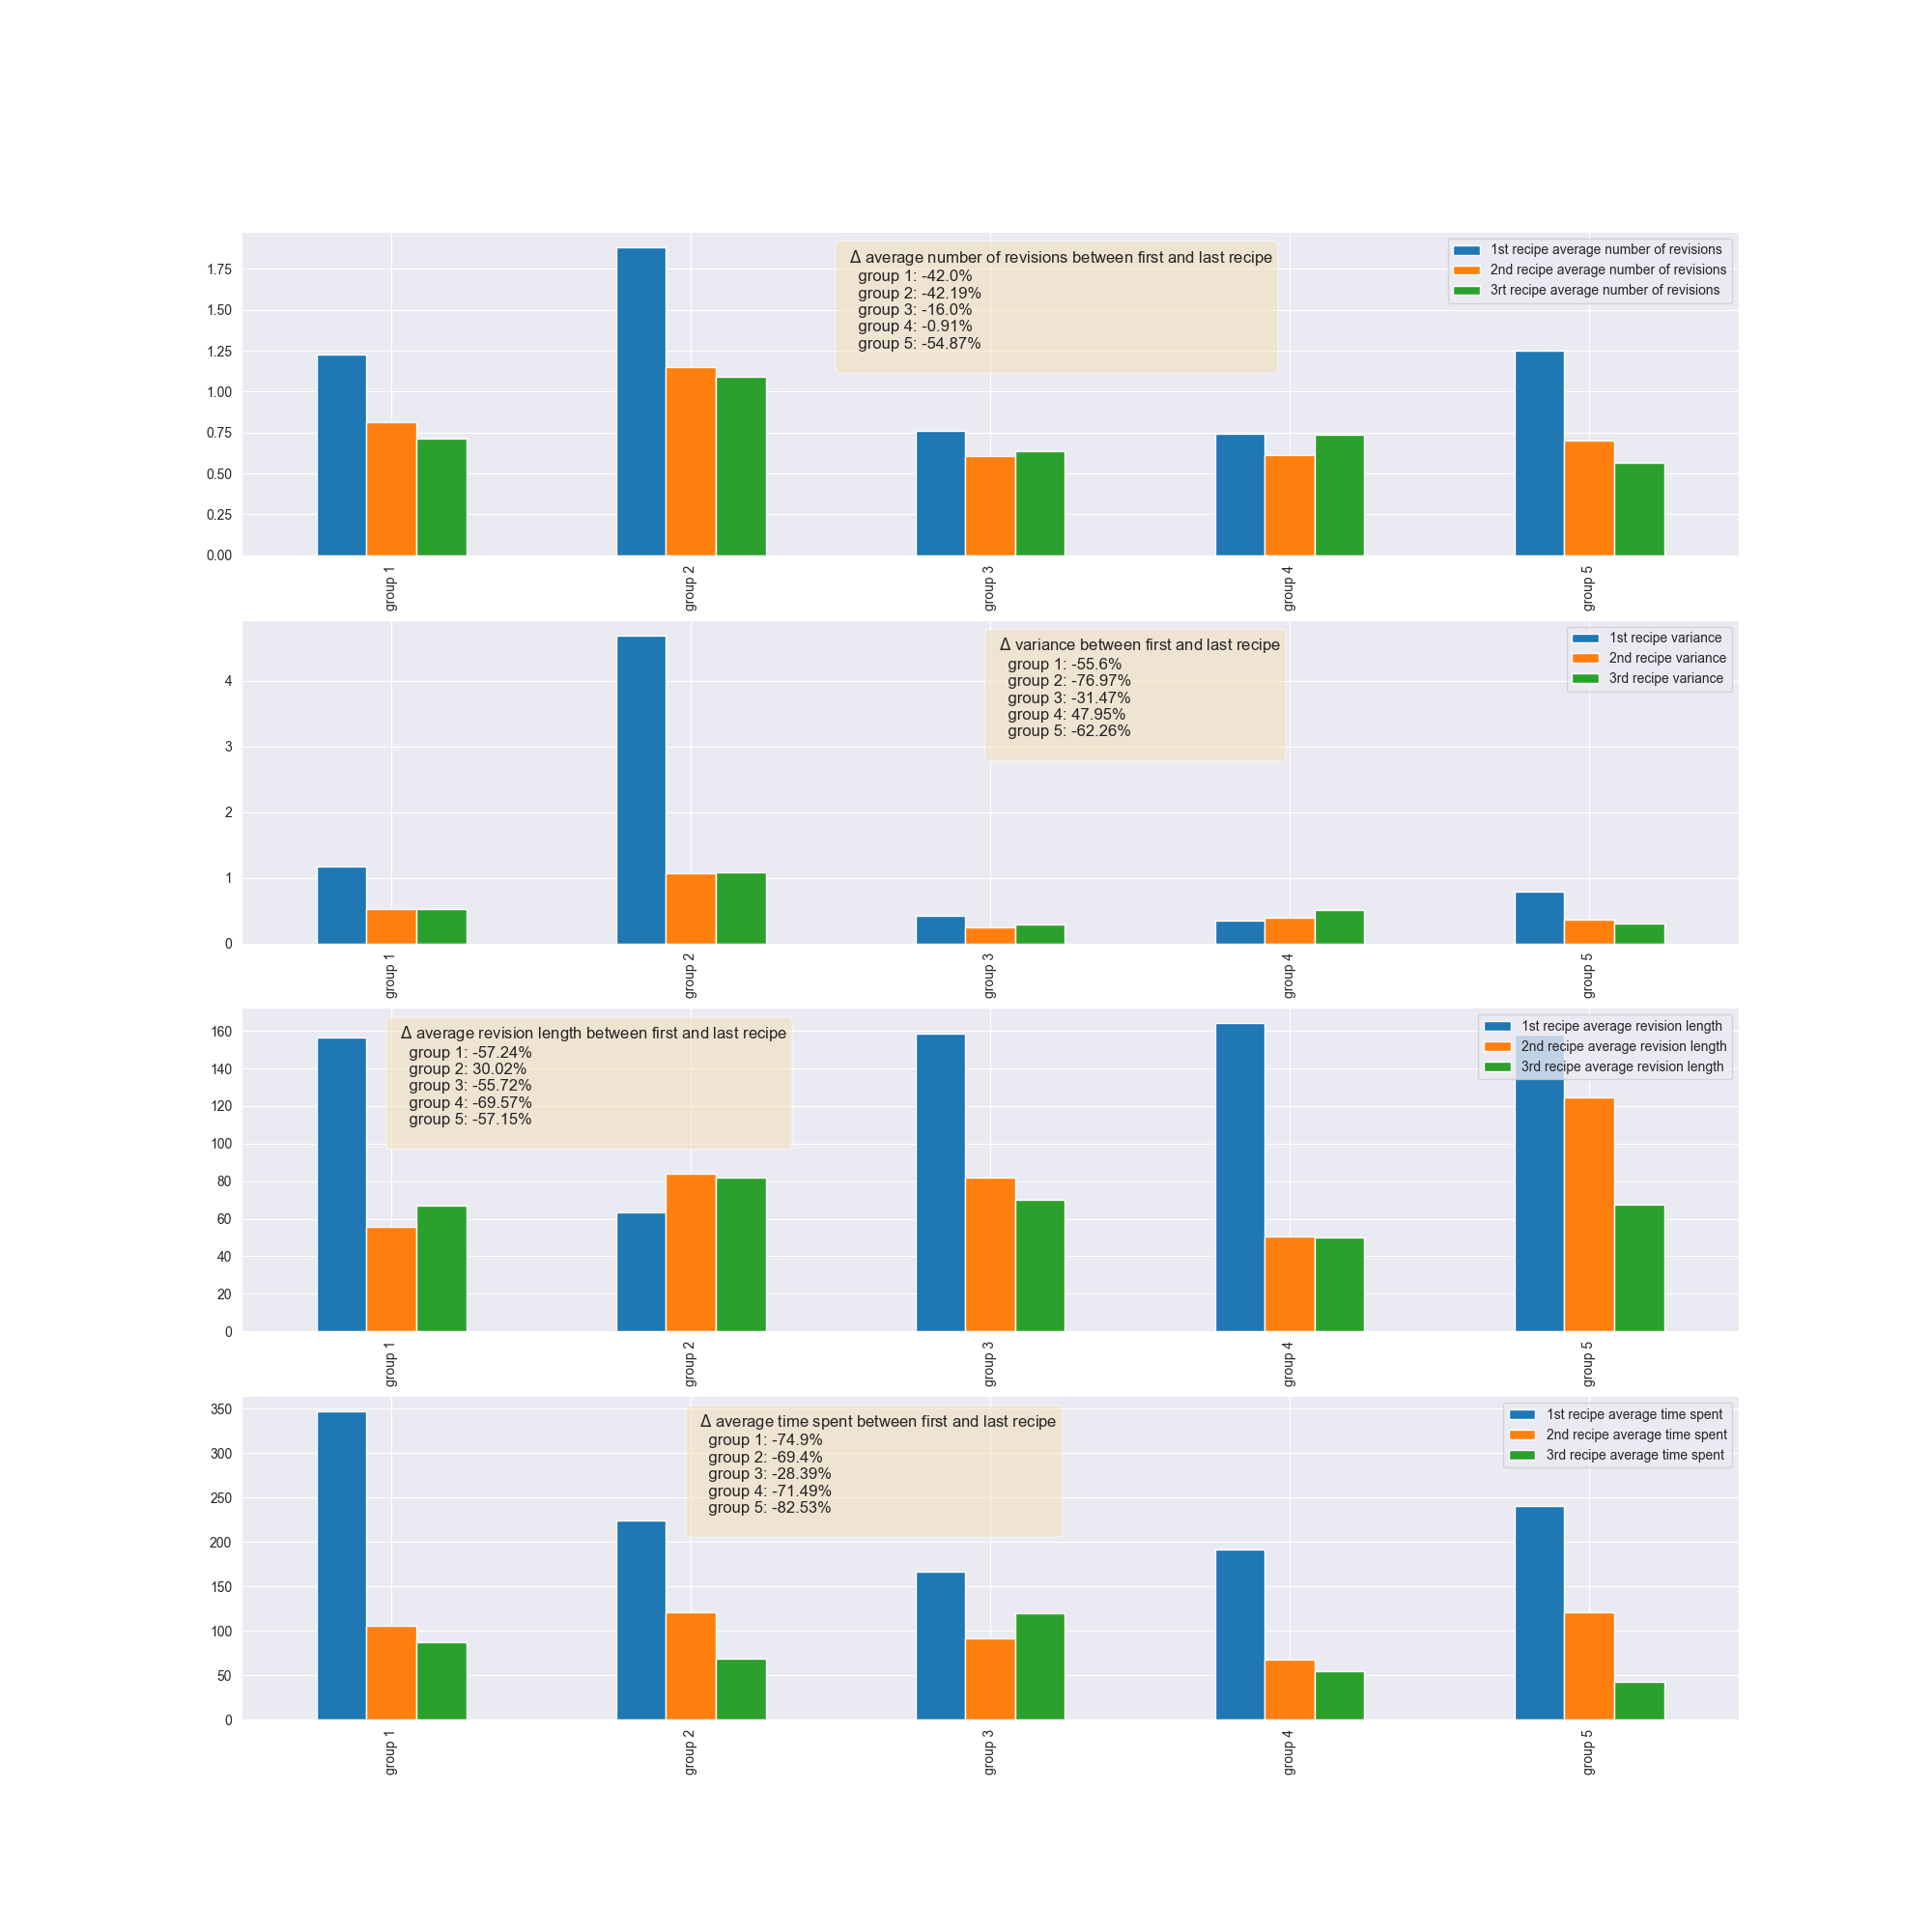 Δ average number of revisions between first and last recipe
group 1: -42.0%
group 2: -42.19%
group 3: -16.0%
group 4: -0.91%
group 5: -54.87%
1st recipe average number of revisions
2nd recipe average number of revisions
3rt recipe average number of revisions
1.75
1.50
1.25
1.00
0.75
0.50
0.25
0.00
group 1
group 2
group 3
group 4
group 5
Δ variance between first and last recipe
group 1: -55.6%
group 2: -76.97%
group 3: -31.47%
group 4: 47.95%
group 5: -62.26%
1st recipe variance
2nd recipe variance
3rd recipe variance
4
3
2
1
0
group 1
group 2
group 3
group 4
group 5
Δ average revision length between first and last recipe
group 1: -57.24%
group 2: 30.02%
group 3: -55.72%
group 4: -69.57%
group 5: -57.15%
1st recipe average revision length
2nd recipe average revision length
3rd recipe average revision length
160
140
120
100
80
60
40
20
0
group 1
group 2
group 3
group 4
group 5
Δ average time spent between first and last recipe
group 1: -74.9%
group 2: -69.4%
group 3: -28.39%
group 4: -71.49%
group 5: -82.53%
1st recipe average time spent
2nd recipe average time spent
3rd recipe average time spent
350
300
250
200
150
100
50
0
group 1
group 2
group 3
group 4
group 5